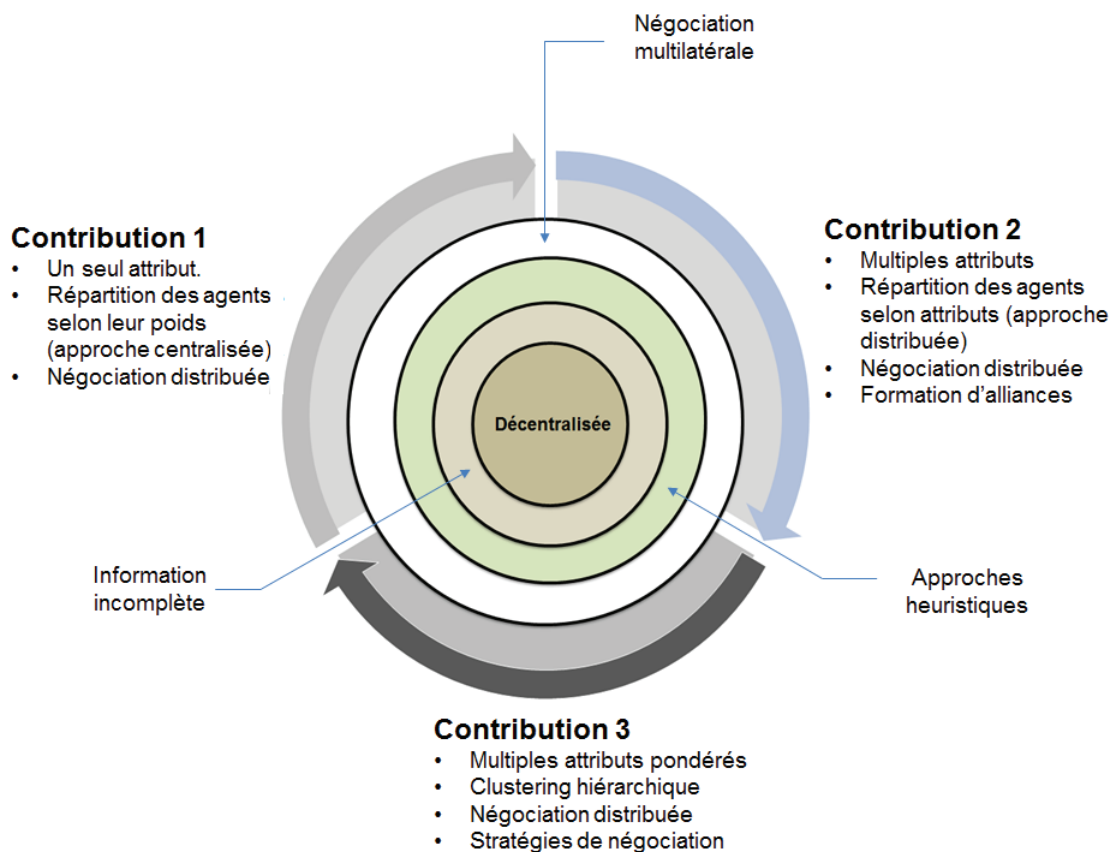 Négociation
multilatérale
Contribution 1
• Un seul attribut.
• Répartition des agents
selon leur poids
(approche centralisée)
• Négociation distribuée
Contribution 2
• Multiples attributs
• Répartition des agents
selon attributs (approche
distribuée)
• Négociation distribuée
• Formation d'alliances
Décentralisée
Information
incomplète
Approches
heuristiques
Contribution 3
• Multiples attributs pondérés
• Clustering hiérarchique
• Négociation distribuée
• Stratégies de négociation